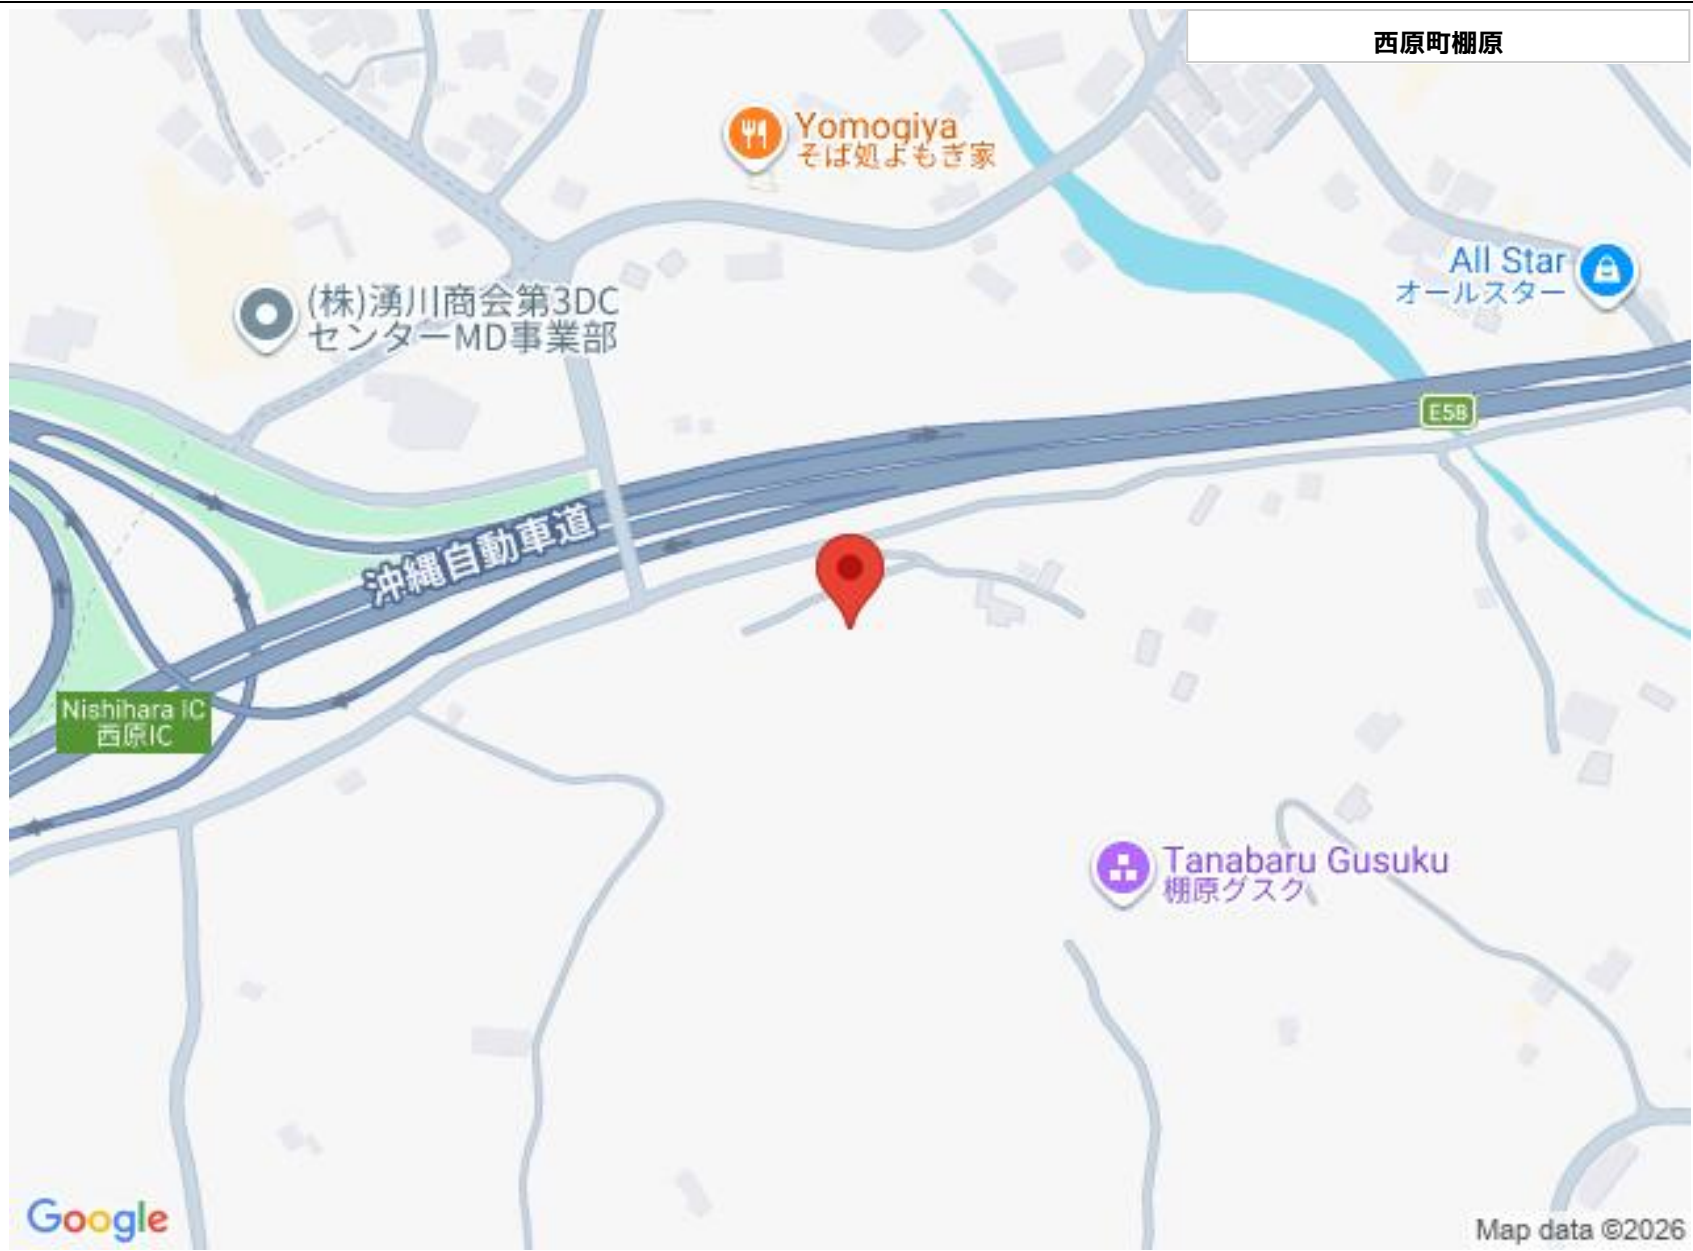 西原町棚原
Yomogiya
そば処よもぎ家
All Star
オールスター
(株)湧川商会第3DC
センターMD事業部
E58
沖縄自動車道
Nishihara IC
西原IC
Tanabaru Gusuku
棚原グスク
Google
Map data ©2026